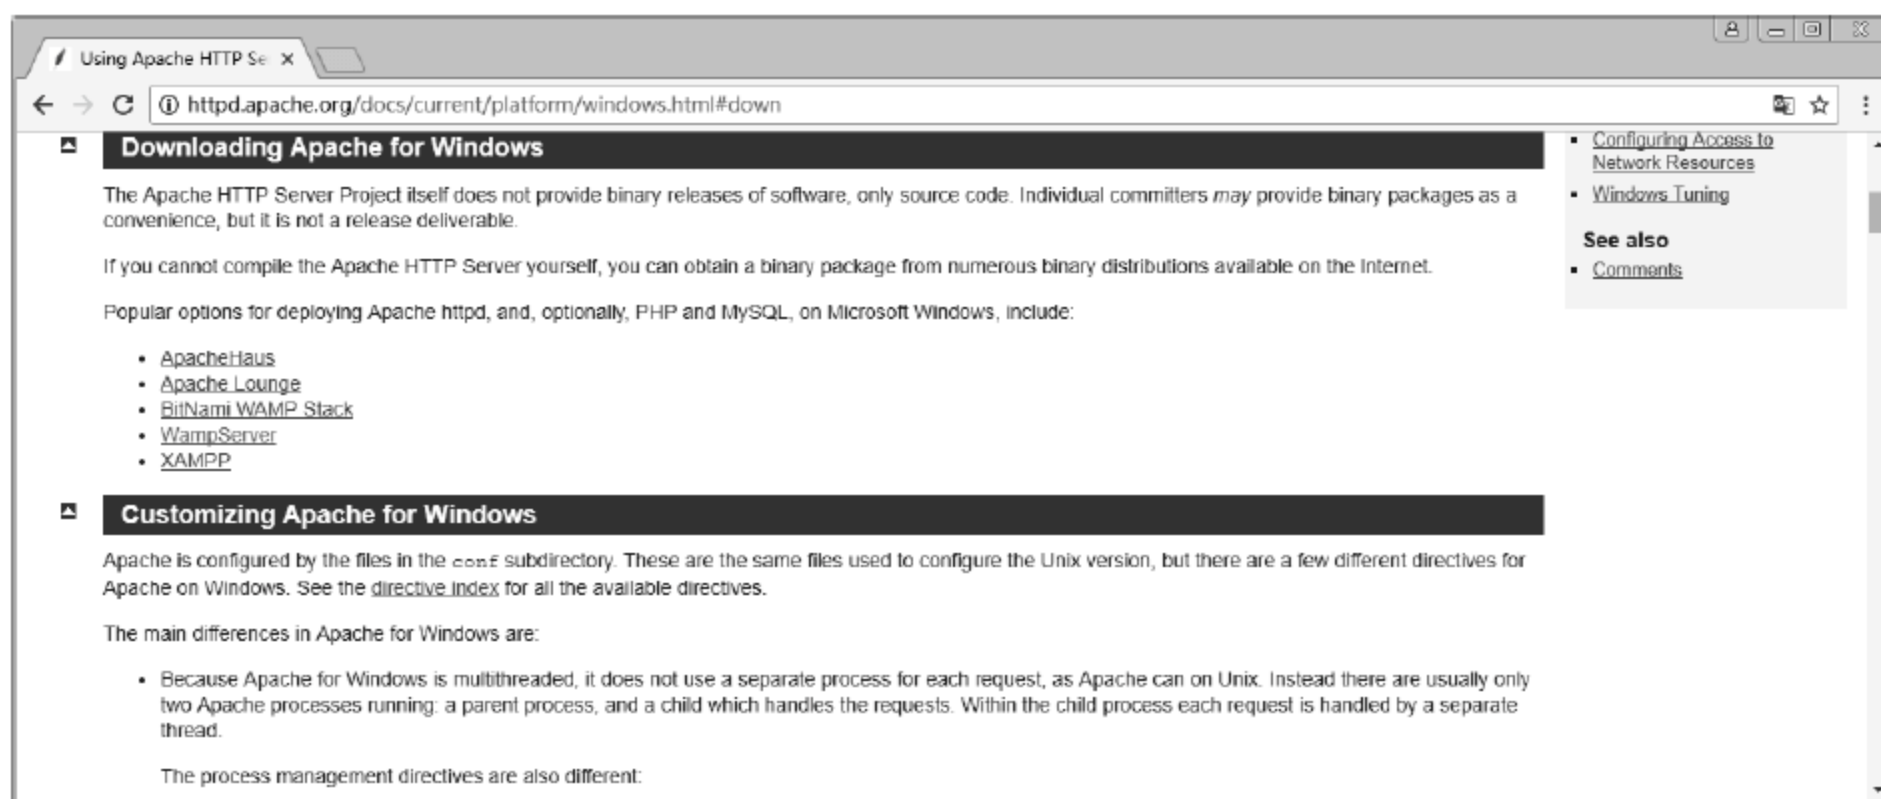 Using Apache HTTP Se
httpd.apache.org/docs/current/platform/windows.html#down
Downloading Apache for Windows
The Apache HTTP Server Project itself does not provide binary releases of software, only source code. Individual committers may provide binary packages as a
convenience, but it is not a release deliverable.
If you cannot compile the Apache HTTP Server yourself, you can obtain a binary package from numerous binary distributions available on the Internet.
Popular options for deploying Apache httpd, and, optionally, PHP and MySQL, on Microsoft Windows, include:
• ApacheHaus
• Apache Lounge
• BitNami WAMP Stack
• WampServer
• XAMPP
Customizing Apache for Windows
Apache is configured by the files in the conf subdirectory. These are the same files used to configure the Unix version, but there are a few different directives for
Apache on Windows. See the directive index for all the available directives.
The main differences in Apache for Windows are:
• Because Apache for Windows is multithreaded, it does not use a separate process for each request, as Apache can on Unix. Instead there are usually only
two Apache processes running: a parent process, and a child which handles the requests. Within the child process each request is handled by a separate
thread.
The process management directives are also different:
▪ Configuring Access to
Network Resources
▪ Windows Tuning
See also
▪ Comments